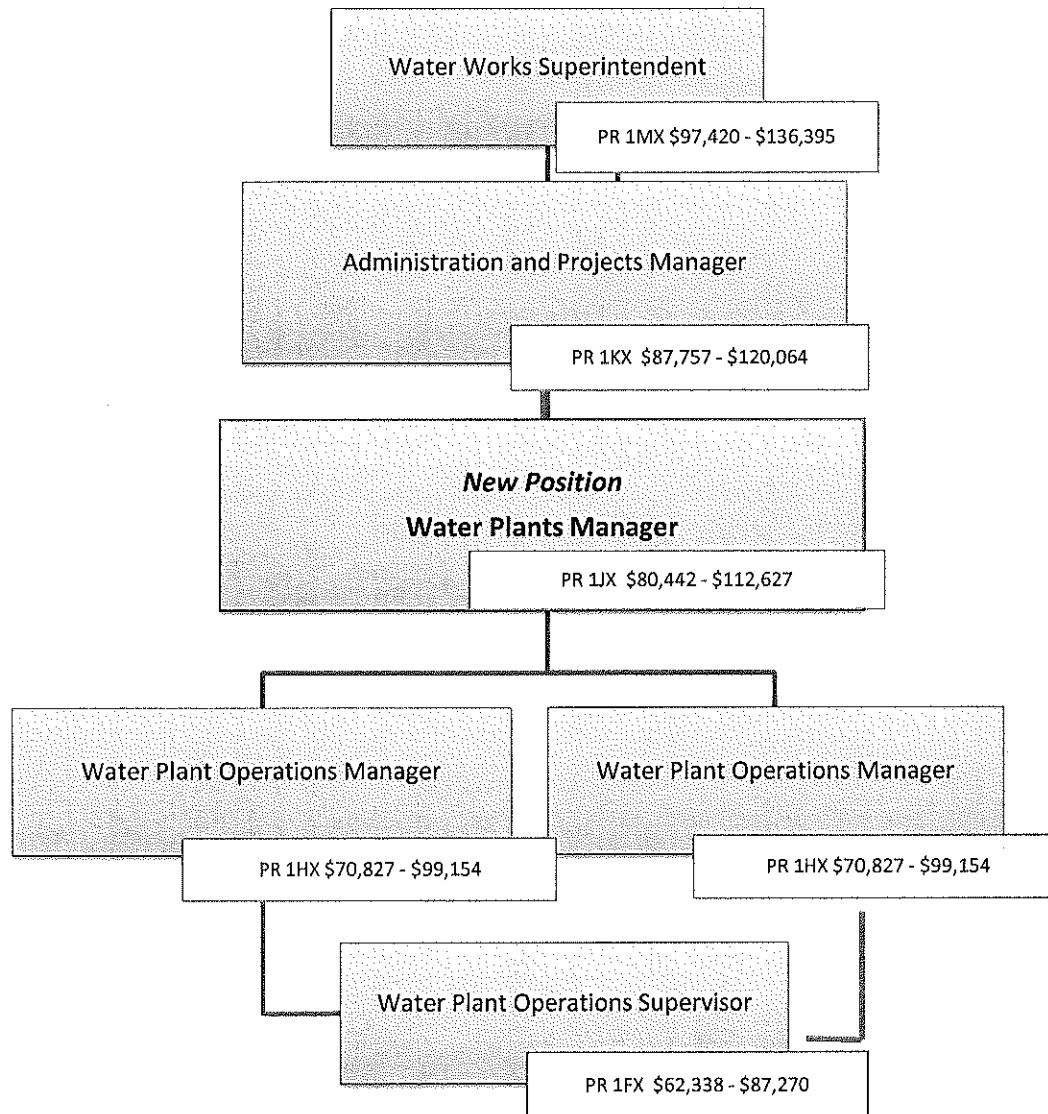 Water Works Superintendent
PR 1MX $97,420 - $136,395
Administration and Projects Manager
PR 1KX $87,757 - $120,064
New Position
Water Plants Manager
PR 1JX $80,442 - $112,627
Water Plant Operations Manager
PR 1HX $70,827 - $99,154
Water Plant Operations Manager
PR 1HX $70,827 - $99,154
Water Plant Operations Supervisor
PR 1FX $62,338 - $87,270